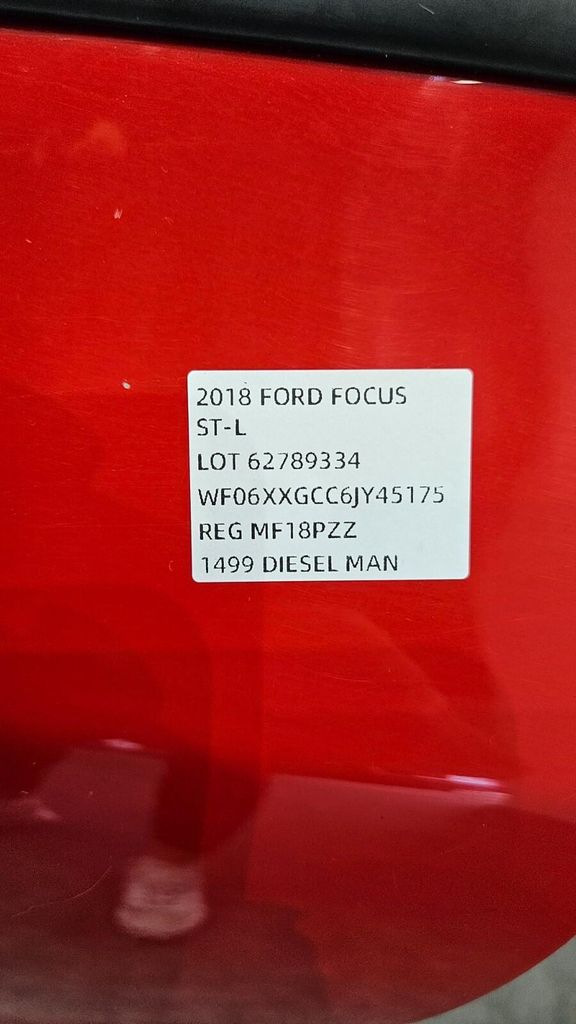 2018 FORD FOCUS
ST-L
LOT 62789334
WF06XXGCC6JY45175
REG MF18PZZ
1499 DIESEL MAN